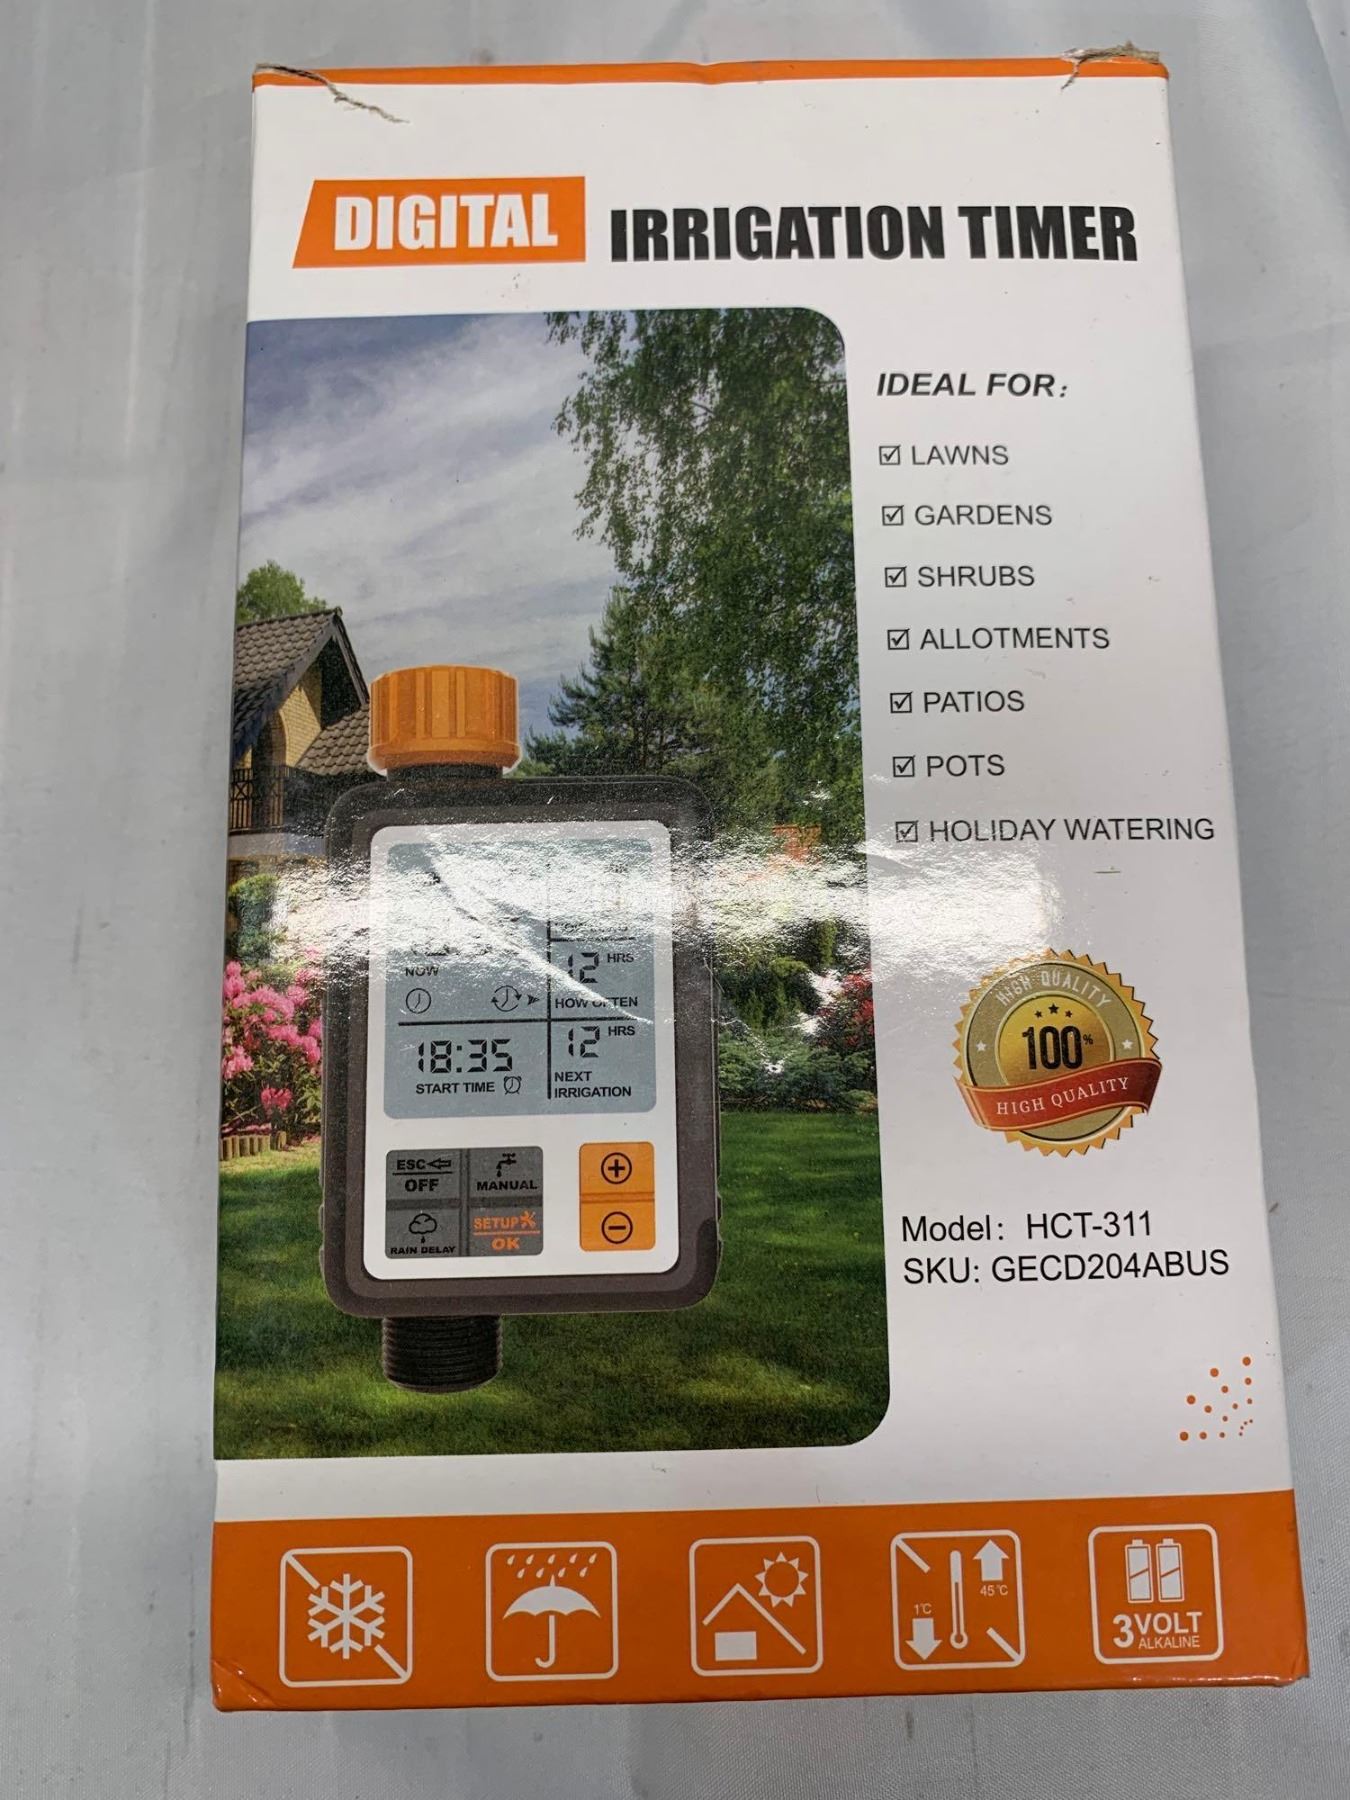 DIGITAL IRRIGATION TIMER
IDEAL FOR:
LAWNS
GARDENS
SHRUBS
ALLOTMENTS
PATIOS
POTS
HOLIDAY WATERING
NOW
12 HRS
HOW OFTEN
18:35
START TIME
12 HRS
NEXT
IRRIGATION
ESC
OFF
MANUAL
RAIN DELAY
SETUP
OK
HIGH QUALITY
100%
HIGH QUALITY
Model: HCT-311
SKU: GECD204ABUS
1°C
45°C
3VOLT
ALKALINE